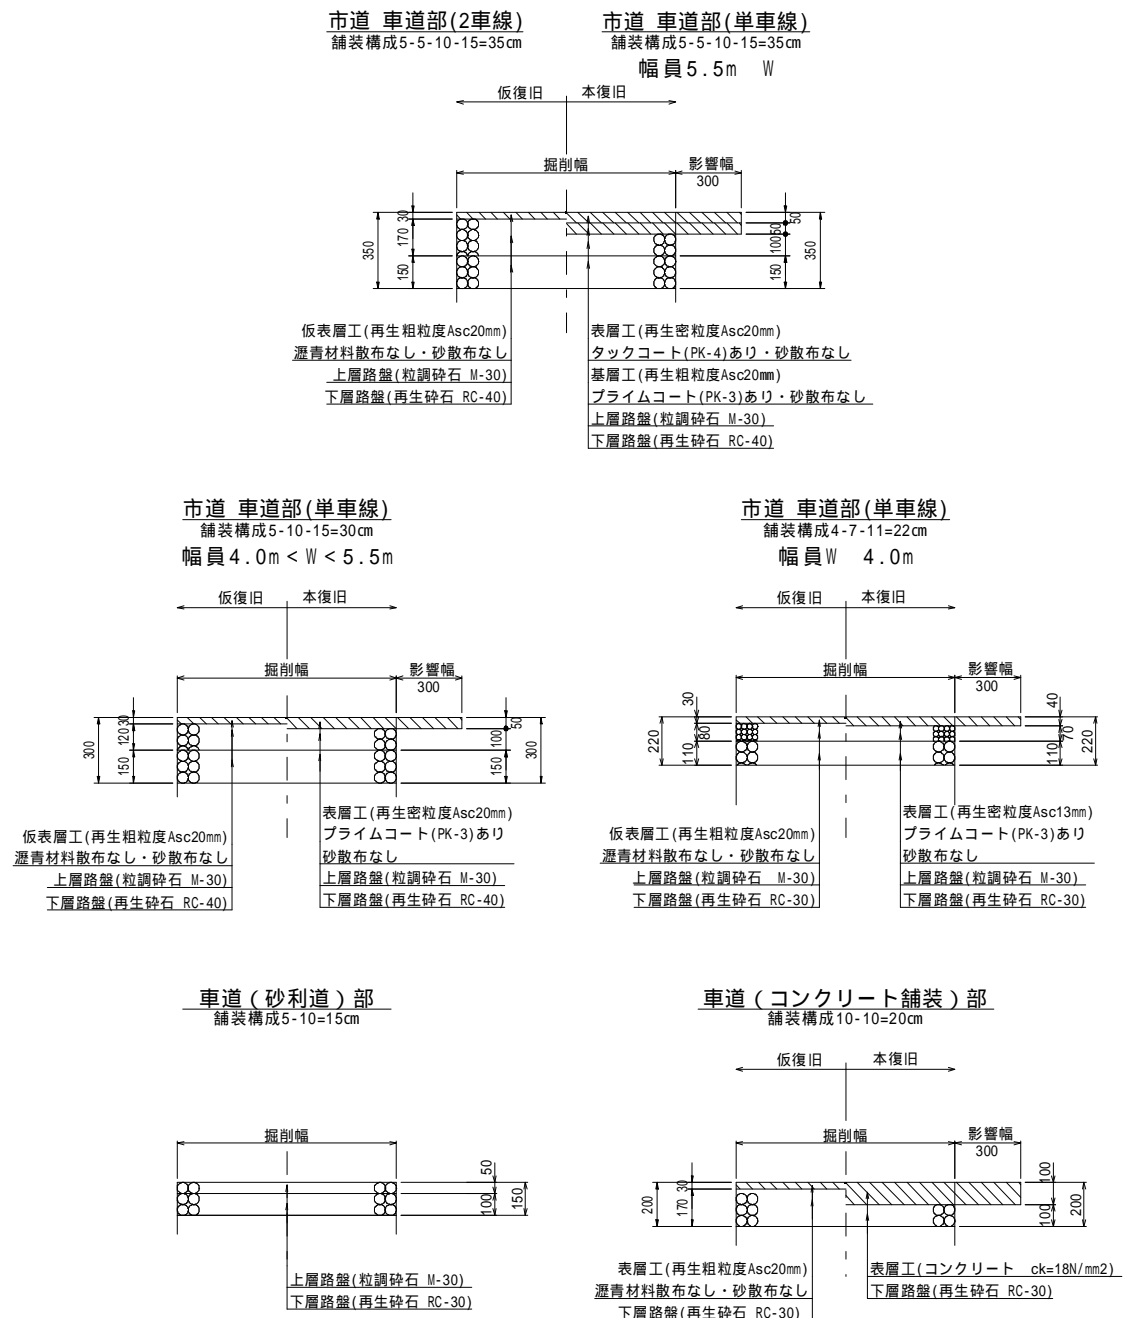 市道 車道部(2車線)
舗装構成5-5-10-15=35cm
市道 車道部(単車線)
舗装構成5-5-10-15=35cm
幅員5.5m W
仮復旧 本復旧
掘削幅 影響幅
300
350
30
170
150
50
50
100
150
350
仮表層工(再生粗粒度Asc20mm)
瀝青材料散布なし・砂散布なし
上層路盤(粒調砕石 M-30)
下層路盤(再生砕石 RC-40)
表層工(再生密粒度Asc20mm)
タックコート(PK-4)あり・砂散布なし
基層工(再生粗粒度Asc20mm)
プライムコート(PK-3)あり・砂散布なし
上層路盤(粒調砕石 M-30)
下層路盤(再生砕石 RC-40)
市道 車道部(単車線)
舗装構成5-10-15=30cm
幅員4.0m<W<5.5m
仮復旧 本復旧
掘削幅 影響幅
300
300
30
120
150
50
100
150
300
仮表層工(再生粗粒度Asc20mm)
瀝青材料散布なし・砂散布なし
上層路盤(粒調砕石 M-30)
下層路盤(再生砕石 RC-40)
表層工(再生密粒度Asc20mm)
プライムコート(PK-3)あり
砂散布なし
上層路盤(粒調砕石 M-30)
下層路盤(再生砕石 RC-40)
市道 車道部(単車線)
舗装構成4-7-11=22cm
幅員W 4.0m
仮復旧 本復旧
掘削幅 影響幅
300
220
30
80
110
40
70
110
220
仮表層工(再生粗粒度Asc20mm)
瀝青材料散布なし・砂散布なし
上層路盤(粒調砕石 M-30)
下層路盤(再生砕石 RC-30)
表層工(再生密粒度Asc13mm)
プライムコート(PK-3)あり
砂散布なし
上層路盤(粒調砕石 M-30)
下層路盤(再生砕石 RC-30)
車道(砂利道)部
舗装構成5-10=15cm
掘削幅
50
100
150
上層路盤(粒調砕石 M-30)
下層路盤(再生砕石 RC-30)
車道(コンクリート舗装)部
舗装構成10-10=20cm
仮復旧 本復旧
掘削幅 影響幅
300
200
30
170
100
100
200
表層工(再生粗粒度Asc20mm)
瀝青材料散布なし・砂散布なし
下層路盤(再生砕石 RC-30)
表層工(コンクリート ck=18N/mm2)
下層路盤(再生砕石 RC-30)